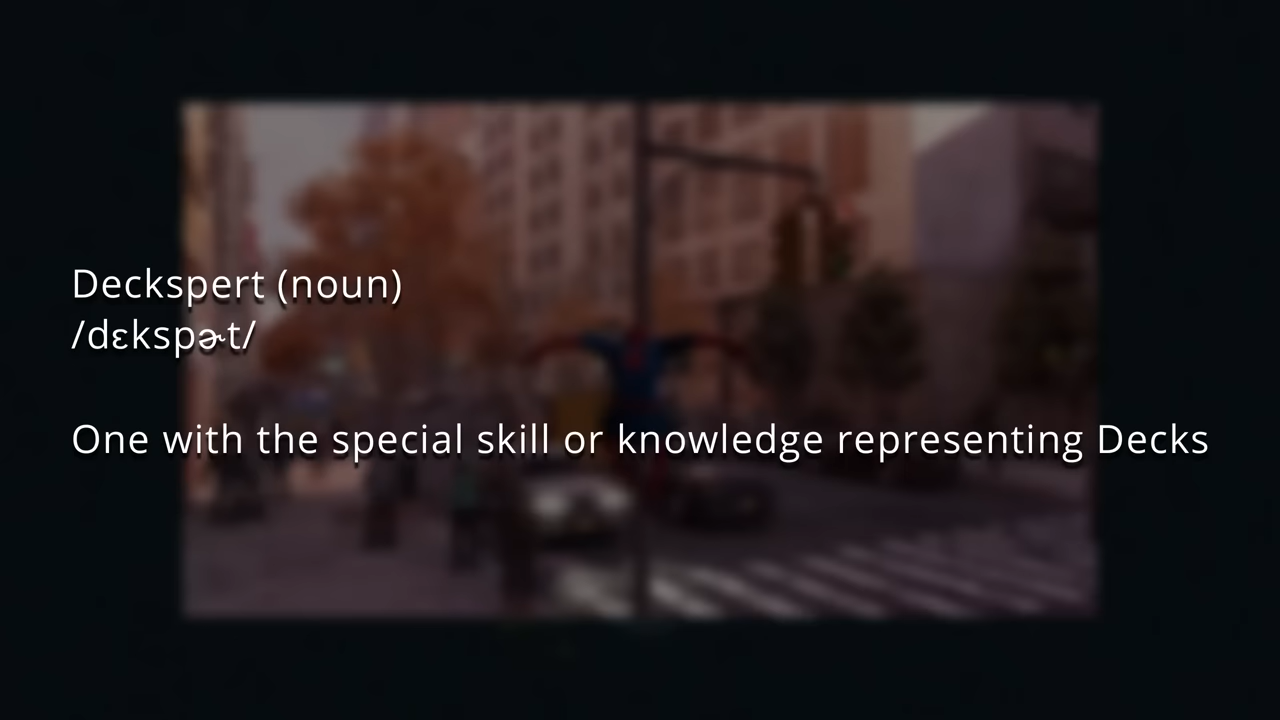 Deckspert (noun)
/dɛkspɚt/
One with the special skill or knowledge representing Decks